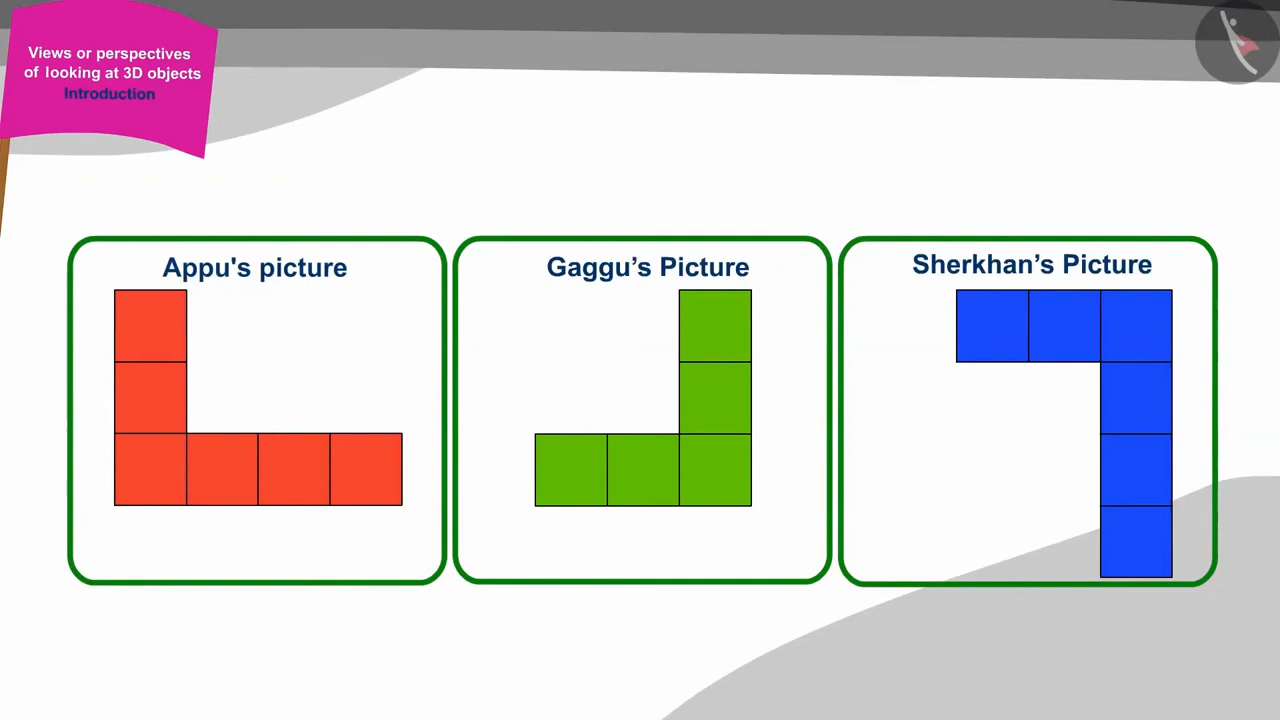 Views or perspectives
of looking at 3D objects
Introduction
Appu's picture
Gaggu’s Picture
Sherkhan’s Picture